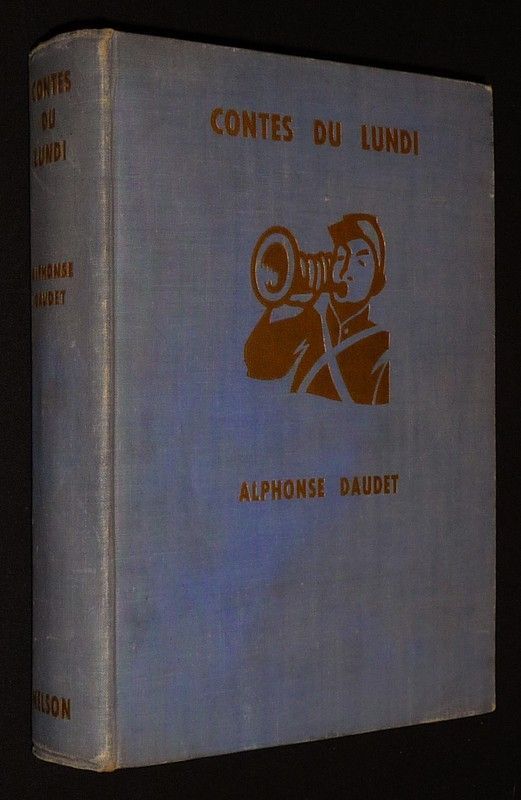 CONTES
DU
LUNDI
ALPHONSE
DAUDET
NELSON
CONTES DU LUNDI
ALPHONSE DAUDET